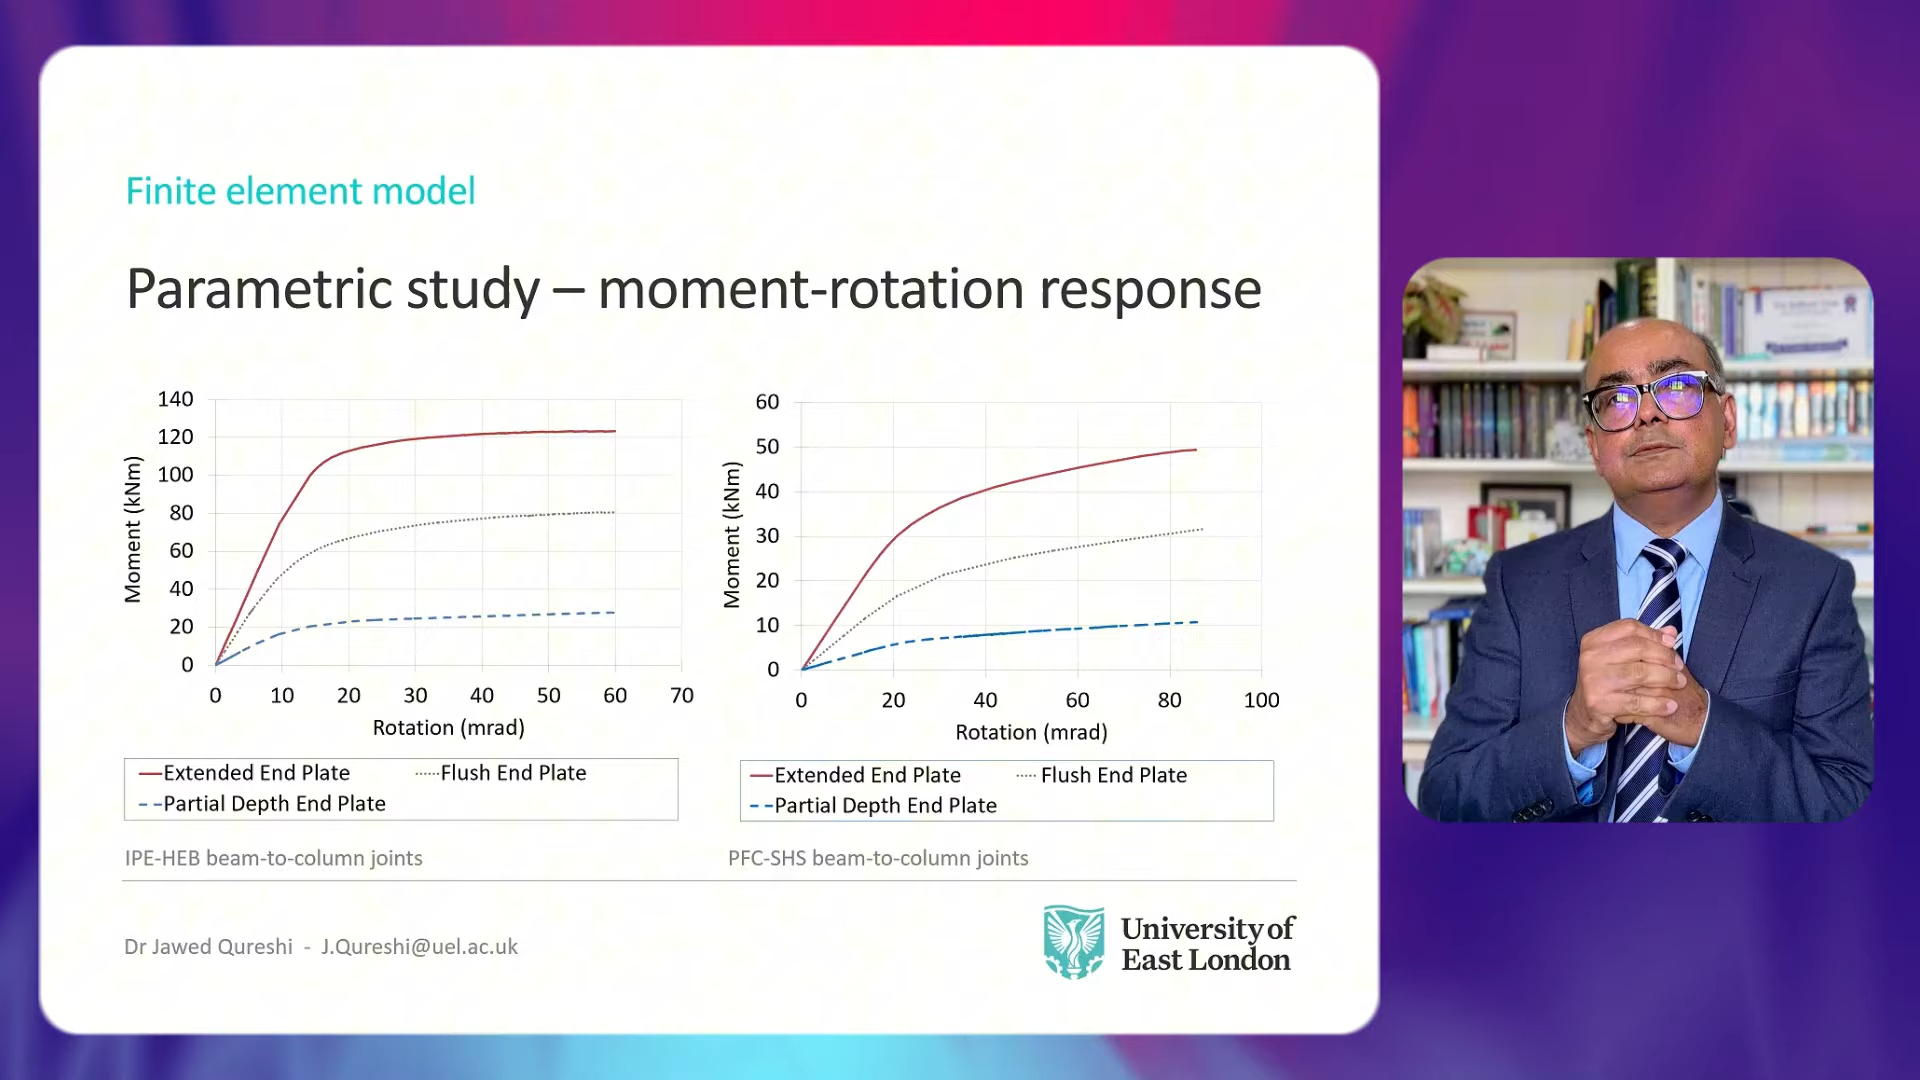 Finite element model
Parametric study – moment-rotation response
140
120
100
80
60
40
20
0
Moment (kNm)
0 10 20 30 40 50 60 70
Rotation (mrad)
Extended End Plate Flush End Plate
Partial Depth End Plate
IPE-HEB beam-to-column joints
60
50
40
30
20
10
0
Moment (kNm)
0 20 40 60 80 100
Rotation (mrad)
Extended End Plate Flush End Plate
Partial Depth End Plate
PFC-SHS beam-to-column joints
Dr Jawed Qureshi - J.Qureshi@uel.ac.uk
University of
East London